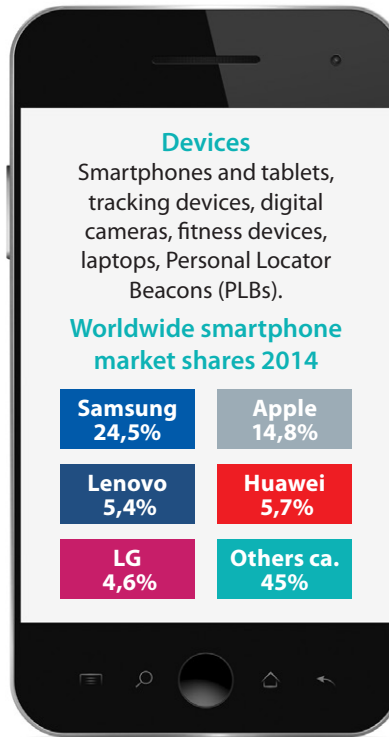 Devices
Smartphones and tablets,
tracking devices, digital
cameras, fitness devices,
laptops, Personal Locator
Beacons (PLBs).
Worldwide smartphone
market shares 2014
Samsung
24,5%
Apple
14,8%
Lenovo
5,4%
Huawei
5,7%
LG
4,6%
Others ca.
45%